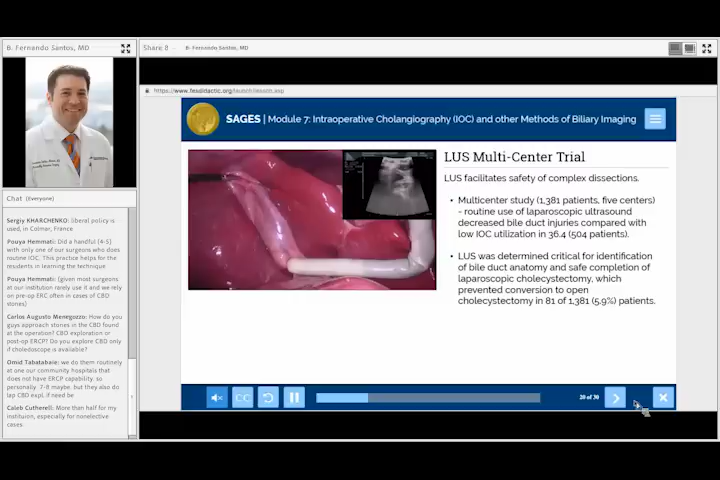 B. Fernando Santos, MD
Share 8 - B. Fernando Santos, MD
https://www.fesdidactic.org/launch/lesson.asp
SAGES | Module 7: Intraoperative Cholangiography (IOC) and other Methods of Biliary Imaging
LUS Multi-Center Trial
LUS facilitates safety of complex dissections.
• Multicenter study (1,381 patients, five centers)
- routine use of laparoscopic ultrasound
decreased bile duct injuries compared with
low IOC utilization in 36.4 (504 patients).
• LUS was determined critical for identification
of bile duct anatomy and safe completion of
laparoscopic cholecystectomy, which
prevented conversion to open
cholecystectomy in 81 of 1,381 (5.9%) patients.
CC
20 of 30
Chat (Everyone)
Sergiy KHARCHENKO: liberal policy is
used, in Colmar, France
Pouya Hemmati: Did a handful (4-5)
with only one of our surgeons who does
routine IOC. This practice helps for the
residents in learning the technique
Pouya Hemmati: (given most surgeons
at our institution rarely use it and we rely
on pre-op ERC often in cases of CBD
stones)
Carlos Augusto Menegozzo: How do you
guys approach stones in the CBD found
at the operation? CBD exploration or
post-op ERCP? Do you explore CBD only
if choledoscope is available?
Omid Tabatabaie: we do them routinely
at one our community hospitals that
does not have ERCP capability. so
personally 7-8 maybe. but they also do
lap CBD expl. if need be
Caleb Cutherell: More than half for my
instituion, especially for nonelective
cases